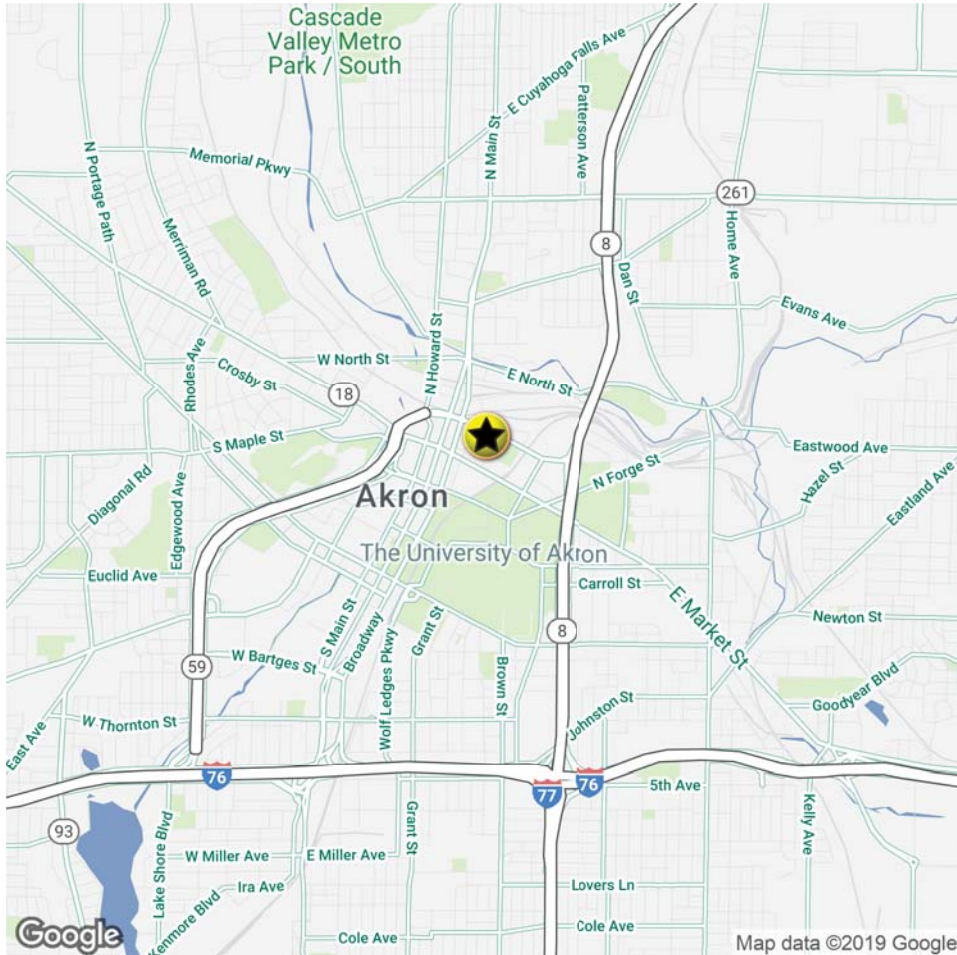 Cascade
Valley Metro
Park / South
E Cuyahoga Falls Ave
Patterson Ave
N Main St
N Portage Path
Memorial Pkwy
261
Merriman Rd
Home Ave
8
Dan St
Evans Ave
N Howard St
W North St
Rhodes Ave
Crosby St
18
E North St
S Maple St
Eastwood Ave
N Forge St
Hazel St
Eastland Ave
Diagonal Rd
Edgewood Ave
Akron
The University of Akron
Euclid Ave
Carroll St
E Market St
Newton St
S Main St
Broadway
Wolf Ledges Pkwy
Grant St
8
W Bartges St
59
Brown St
Goodyear Blvd
Johnston St
W Thornton St
East Ave
76
77
76
5th Ave
Kelly Ave
93
Lake Shore Blvd
Grant St
W Miller Ave
E Miller Ave
Ira Ave
Lovers Ln
Kenmore Blvd
Cole Ave
Cole Ave
Google
Map data ©2019 Google